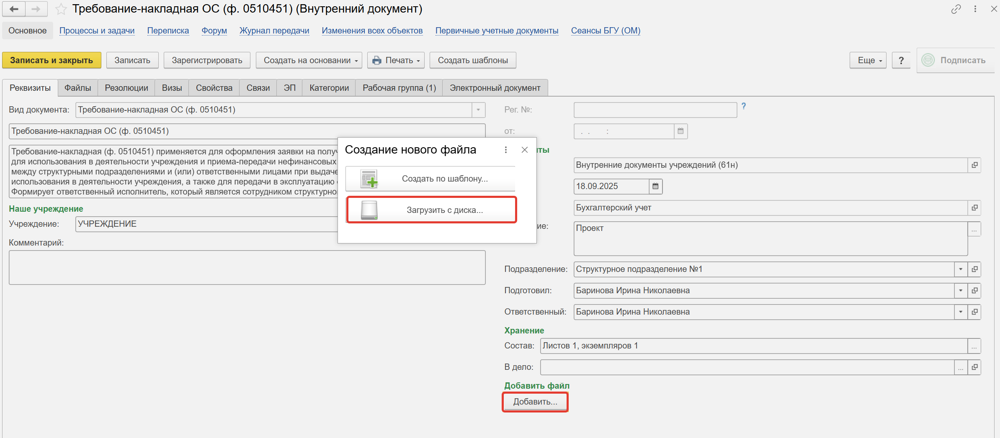 Требование-накладная ОС (ф. 0510451) (Внутренний документ)
Основное Процессы и задачи Переписка Форум Журнал передачи Изменения всех объектов Первичные учетные документы Сеансы БГУ (ОМ)
Записать и закрыть Записать Зарегистрировать Создать на основании Печать Создать шаблоны Еще ? Подписать
Реквизиты Файлы Резолюции Визы Свойства Связи ЭП Категории Рабочая группа (1) Электронный документ
Вид документа: Требование-накладная ОС (ф. 0510451)
Рег. №: ?
Требование-накладная ОС (ф. 0510451)
от: . . :
Требование-накладная (ф. 0510451) применяется для оформления заявки на
для использования в деятельности учреждения и приема-передачи нефинансовых
между структурными подразделениями и (или) ответственными лицами при выдаче
использования в деятельности учреждения, а также для передачи в эксплуатацию
Формирует ответственный исполнитель, который является сотрудником
Наше учреждение
Учреждение: УЧРЕЖДЕНИЕ
Комментарий:
Создание нового файла
Создать по шаблону...
Загрузить с диска...
Внутренние документы учреждений (61н)
18.09.2025
Бухгалтерский учет
Проект ...
Подразделение: Структурное подразделение №1
Подготовил: Баринова Ирина Николаевна
Ответственный: Баринова Ирина Николаевна
Хранение
Состав: Листов 1, экземпляров 1 ...
В дело: ...
Добавить файл
Добавить...